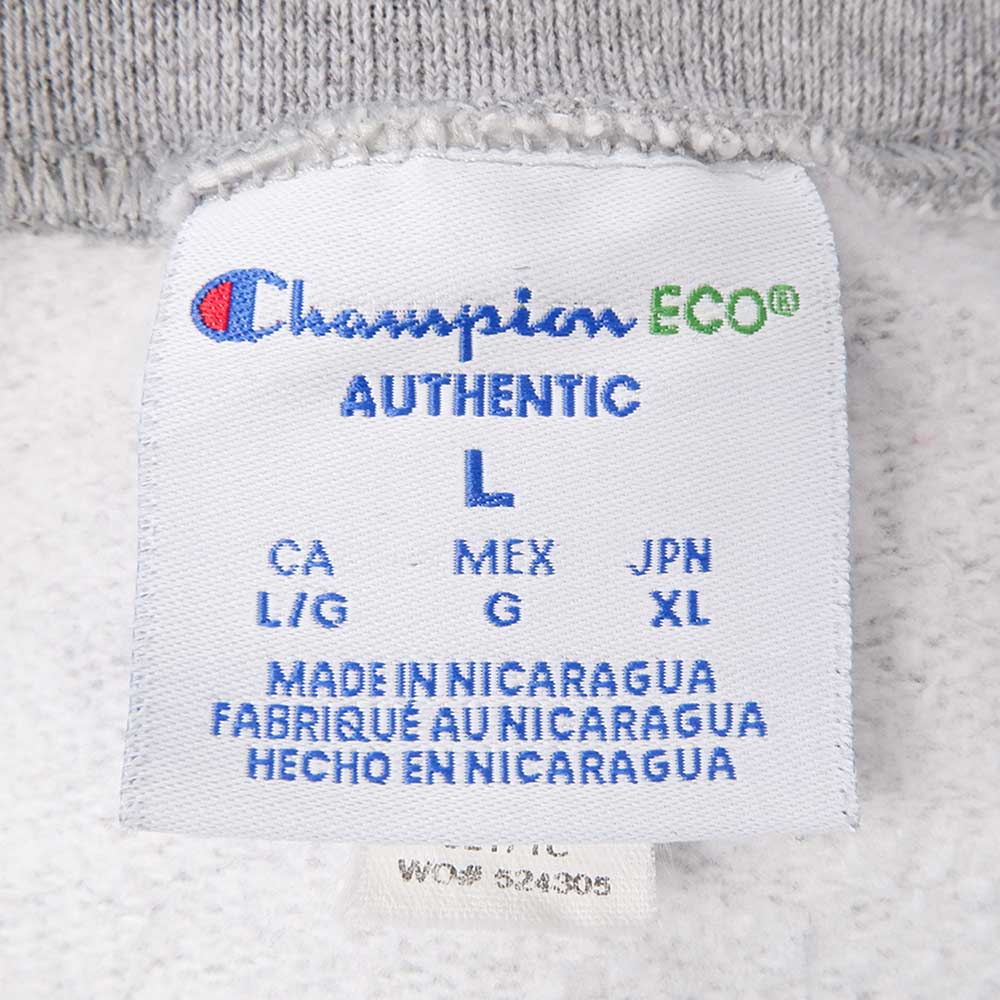 Champion ECO®
AUTHENTIC
L
CA MEX JPN
L/G G XL
MADE IN NICARAGUA
FABRIQUÉ AU NICARAGUA
HECHO EN NICARAGUA
WO# 524305